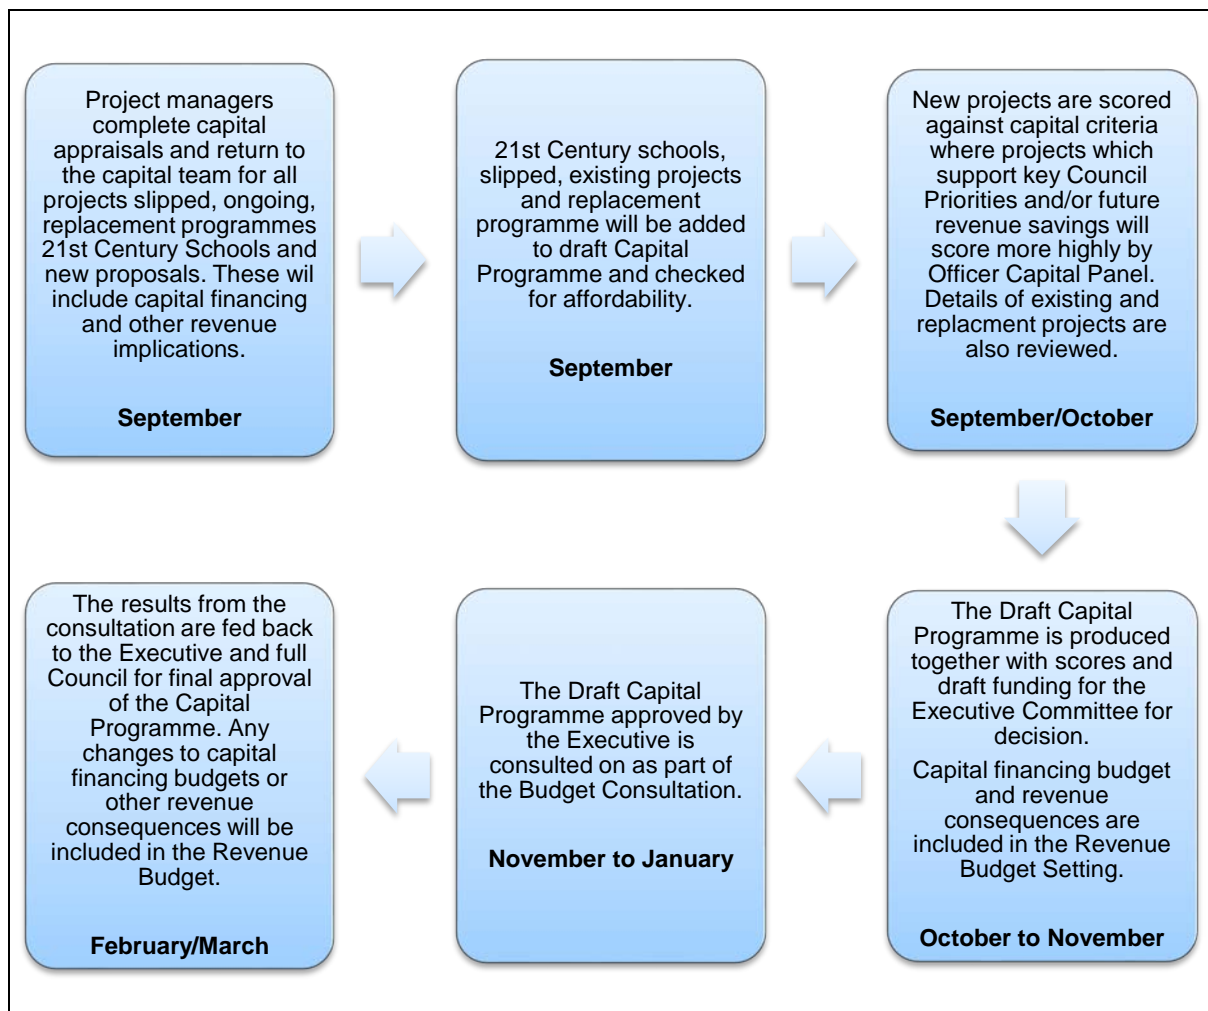 Project managers
complete capital
appraisals and return to
the capital team for all
projects slipped, ongoing,
replacement programmes
21st Century Schools and
new proposals. These wil
include capital financing
and other revenue
implications.
September
21st Century schools,
slipped, existing projects
and replacement
programme will be added
to draft Capital
Programme and checked
for affordability.
September
New projects are scored
against capital criteria
where projects which
support key Council
Priorities and/or future
revenue savings will
score more highly by
Officer Capital Panel.
Details of existing and
replacment projects are
also reviewed.
September/October
The Draft Capital
Programme is produced
together with scores and
draft funding for the
Executive Committee for
decision.
Capital financing budget
and revenue
consequences are
included in the Revenue
Budget Setting.
October to November
The Draft Capital
Programme approved by
the Executive is
consulted on as part of
the Budget Consultation.
November to January
The results from the
consultation are fed back
to the Executive and full
Council for final approval
of the Capital
Programme. Any
changes to capital
financing budgets or
other revenue
consequences will be
included in the Revenue
Budget.
February/March